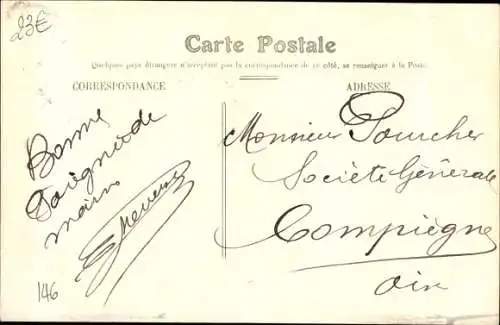 23€
Carte Postale
Quelques pays étrangers n'acceptent pas la correspondance de ce côté, se renseigner à la Poste.
CORRESPONDANCE
ADRESSE
Bonne
Poignée de
main
Monsieur Poucher
Société Générale
Compiègne
Oise
146